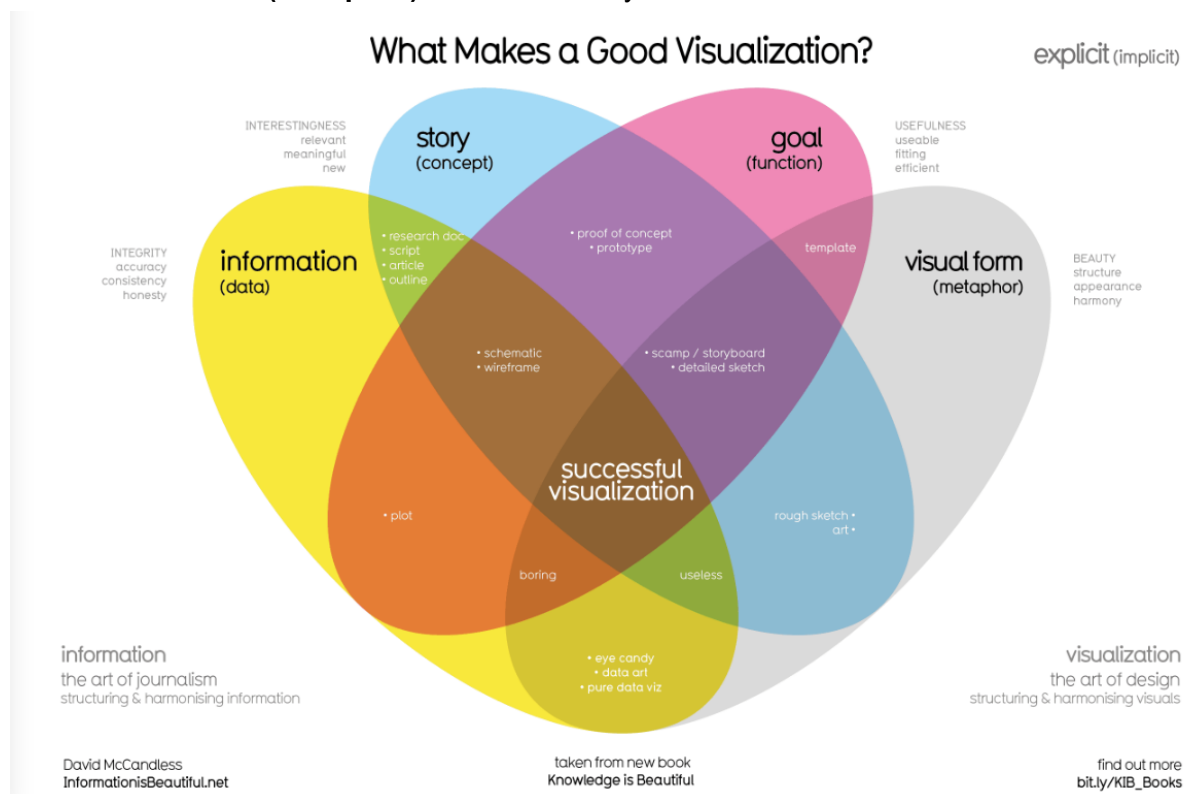 What Makes a Good Visualization?
explicit (implicit)
INTERESTINGNESS
relevant
meaningful
new
story
(concept)
goal
(function)
USEFULNESS
useable
fitting
efficient
INTEGRITY
accuracy
consistency
honesty
information
(data)
• research doc
• script
• article
• outline
• proof of concept
• prototype
template
visual form
(metaphor)
BEAUTY
structure
appearance
harmony
• schematic
• wireframe
• scamp / storyboard
• detailed sketch
successful
visualization
• plot
rough sketch •
art •
boring
useless
• eye candy
• data art
• pure data viz
information
the art of journalism
structuring & harmonising information
visualization
the art of design
structuring & harmonising visuals
David McCandless
InformationisBeautiful.net
taken from new book
Knowledge is Beautiful
find out more
bit.ly/KIB_Books